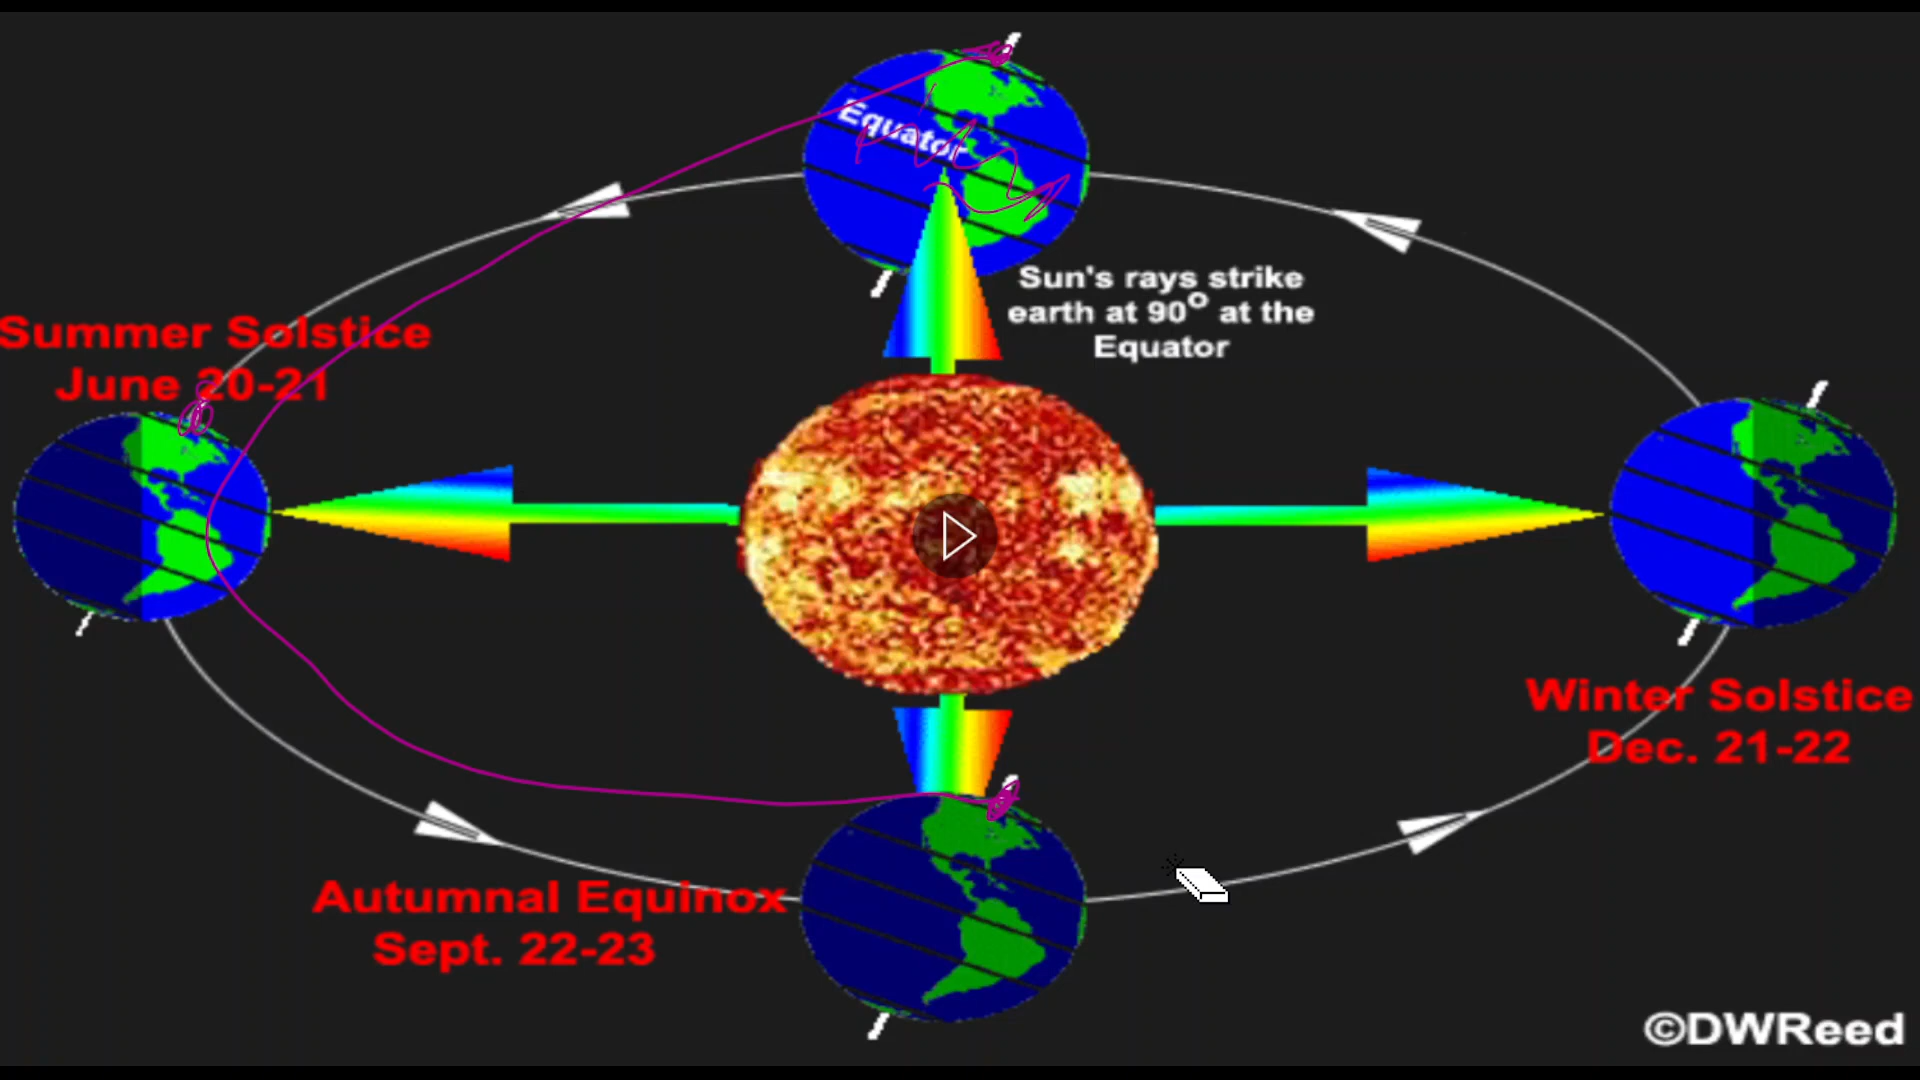 Equator
Sun's rays strike
earth at 90° at the
Equator
Summer Solstice
June 20-21
Winter Solstice
Dec. 21-22
Autumnal Equinox
Sept. 22-23
©DWReed